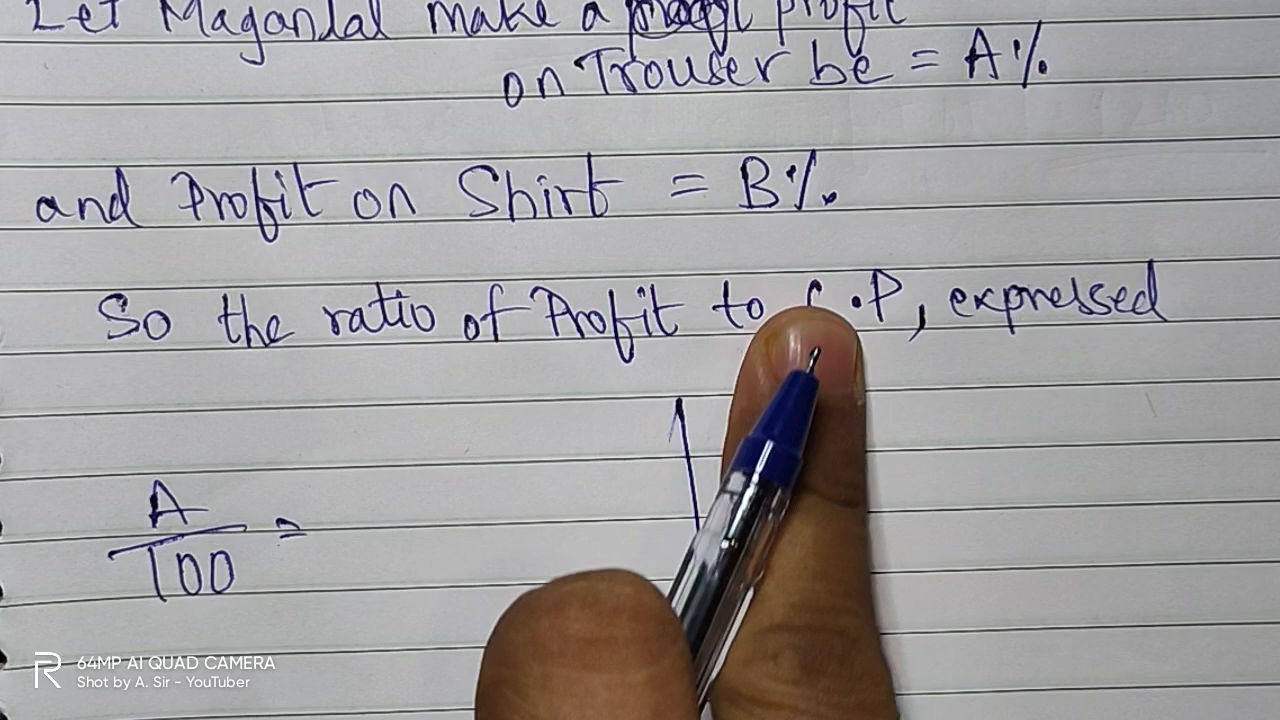 Let Maganlal make a profit
on Trouser be = A%
and Profit on Shirt = B%.
So the ratio of Profit to C.P, expressed
A
100 =
64MP AI QUAD CAMERA
Shot by A. Sir - YouTuber